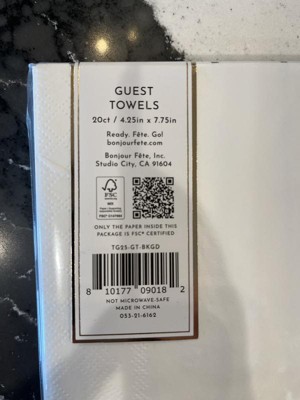 GUEST
TOWELS
20ct / 4.25in x 7.75in
Ready. Fête. Go!
bonjourfete.com
Bonjour Fête, Inc.
Studio City, CA 91604
FSC
MIX
ONLY THE PAPER INSIDE THIS
PACKAGE IS FSC® CERTIFIED
TG25-GT-BKGD
8 10177 09018 2
NOT MICROWAVE-SAFE
MADE IN CHINA
053-21-6162